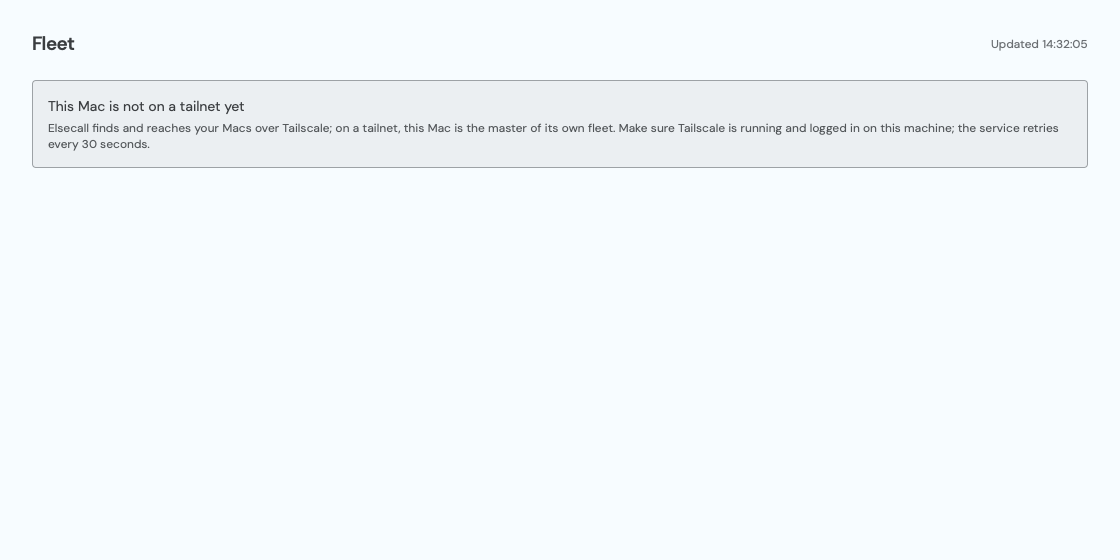 Fleet
Updated 14:32:05
This Mac is not on a tailnet yet
Elsecall finds and reaches your Macs over Tailscale; on a tailnet, this Mac is the master of its own fleet. Make sure Tailscale is running and logged in on this machine; the service retries
every 30 seconds.